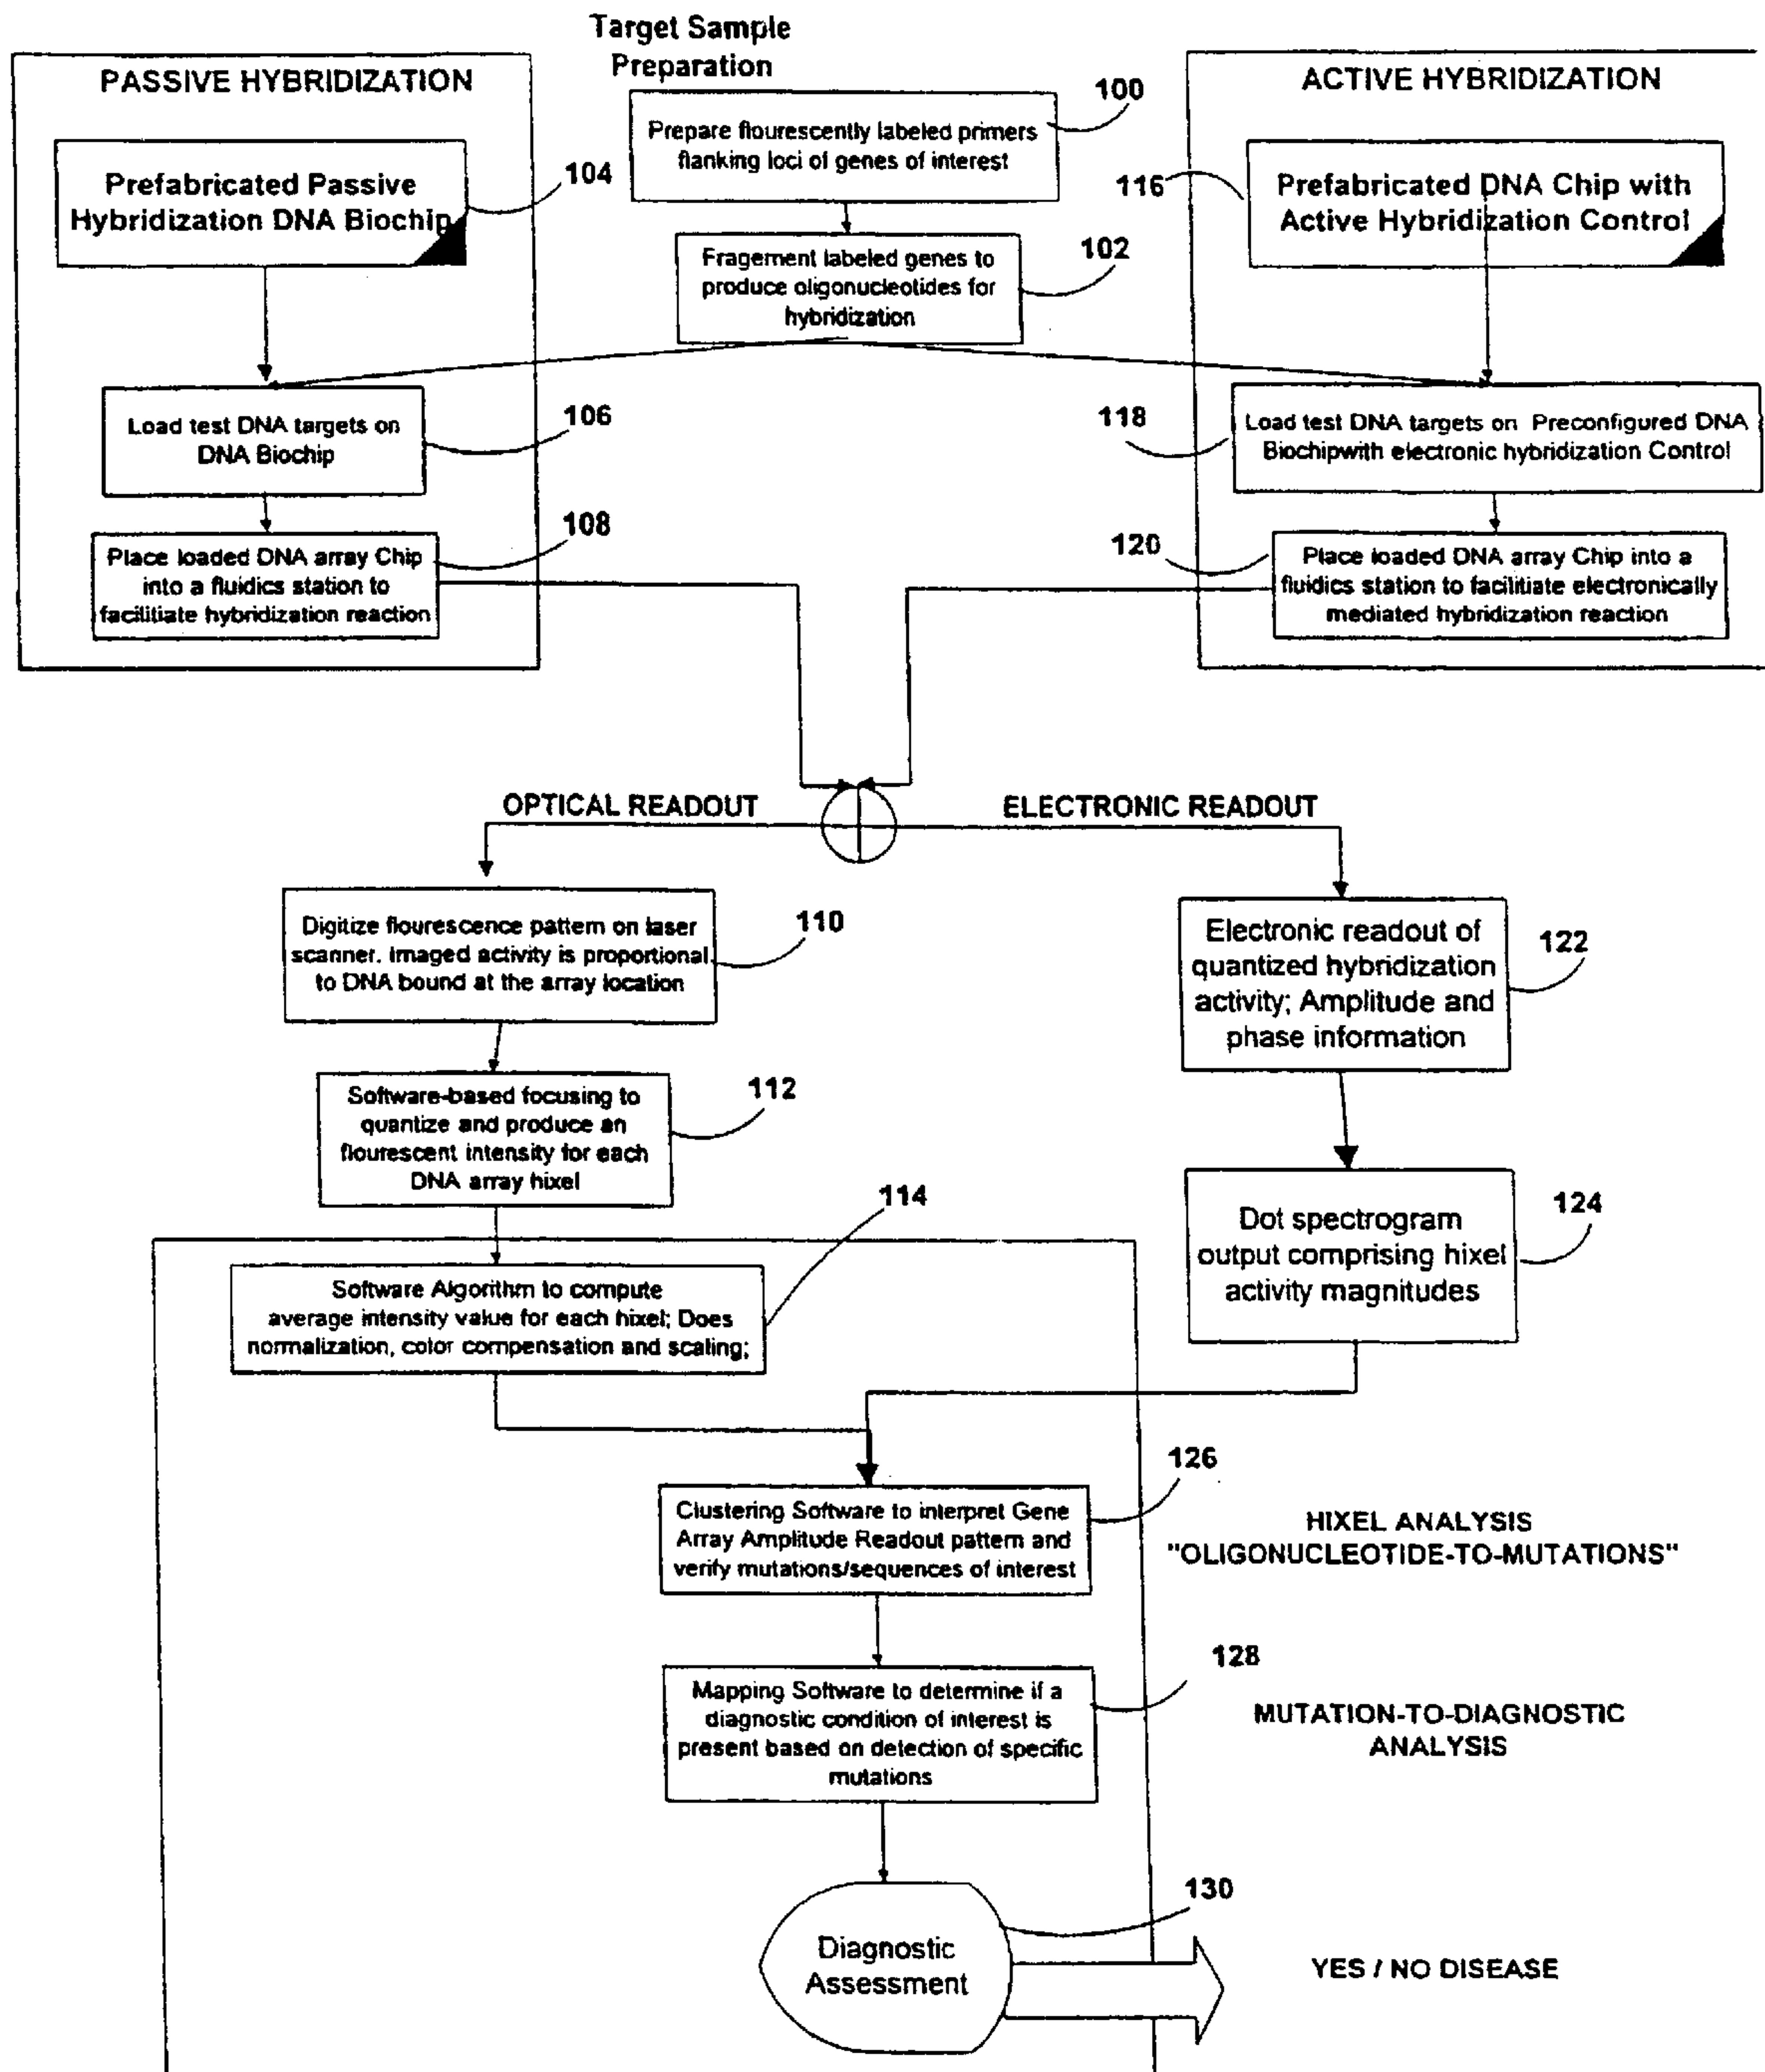 Target Sample
Preparation
PASSIVE HYBRIDIZATION
Prefabricated Passive
Hybridization DNA Biochip
104
Load test DNA targets on
DNA Biochip
106
Place loaded DNA array Chip
into a fluidics station to
facilitiate hybridization reaction
108
Prepare flourescently labeled primers
flanking loci of genes of interest
100
Fragement labeled genes to
produce oligonucleotides for
hybridization
102
ACTIVE HYBRIDIZATION
Prefabricated DNA Chip with
Active Hybridization Control
116
Load test DNA targets on Preconfigured DNA
Biochipwith electronic hybridization Control
118
Place loaded DNA array Chip into a
fluidics station to facilitiate electronically
mediated hybridization reaction
120
OPTICAL READOUT
ELECTRONIC READOUT
Digitize flourescence pattern on laser
scanner. Imaged activity is proportional
to DNA bound at the array location
110
Software-based focusing to
quantize and produce an
flourescent intensity for each
DNA array hixel
112
Software Algorithm to compute
average intensity value for each hixel; Does
normalization, color compensation and scaling;
114
Electronic readout of
quantized hybridization
activity; Amplitude and
phase information
122
Dot spectrogram
output comprising hixel
activity magnitudes
124
Clustering Software to interpret Gene
Array Amplitude Readout pattern and
verify mutations/sequences of interest
126
HIXEL ANALYSIS
"OLIGONUCLEOTIDE-TO-MUTATIONS"
Mapping Software to determine if a
diagnostic condition of interest is
present based on detection of specific
mutations
128
MUTATION-TO-DIAGNOSTIC
ANALYSIS
Diagnostic
Assessment
130
YES / NO DISEASE